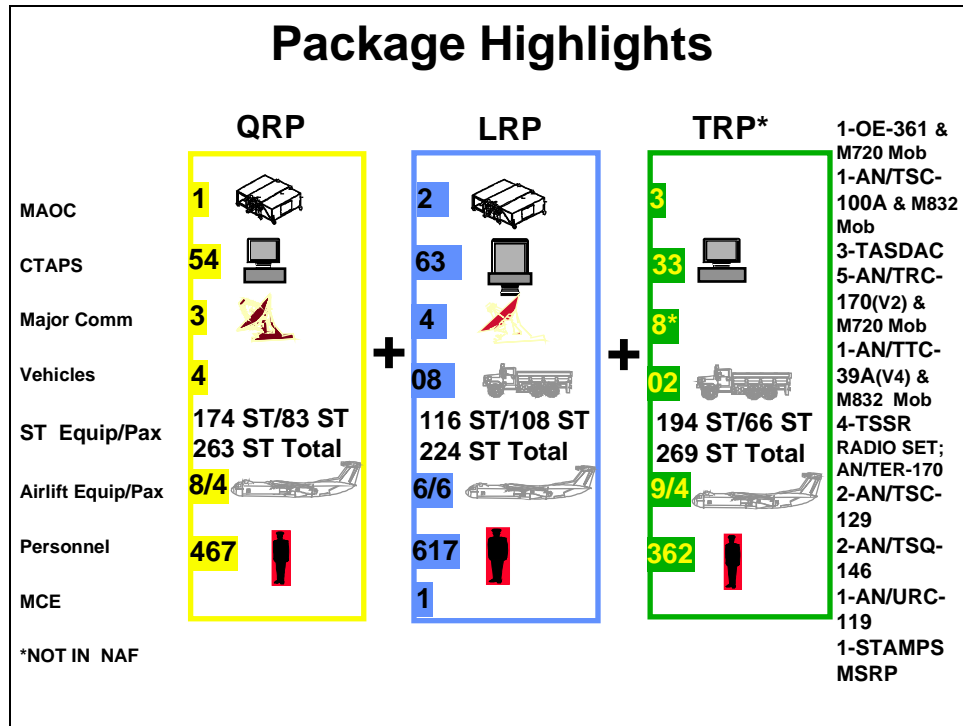 Package Highlights
QRP LRP TRP*
MAOC 1 2 3
CTAPS 54 63 33
Major Comm 3 4 8*
+ +
Vehicles 4 08 02
ST Equip/Pax
174 ST/83 ST 116 ST/108 ST 194 ST/66 ST
263 ST Total 224 ST Total 269 ST Total
Airlift Equip/Pax 8/4 6/6 9/4
Personnel 467 617 362
MCE 1
*NOT IN NAF
1-OE-361 &
M720 Mob
1-AN/TSC-
100A & M832
Mob
3-TASDAC
5-AN/TRC-
170(V2) &
M720 Mob
1-AN/TTC-
39A(V4) &
M832 Mob
4-TSSR
RADIO SET;
AN/TER-170
2-AN/TSC-
129
2-AN/TSQ-
146
1-AN/URC-
119
1-STAMPS
MSRP